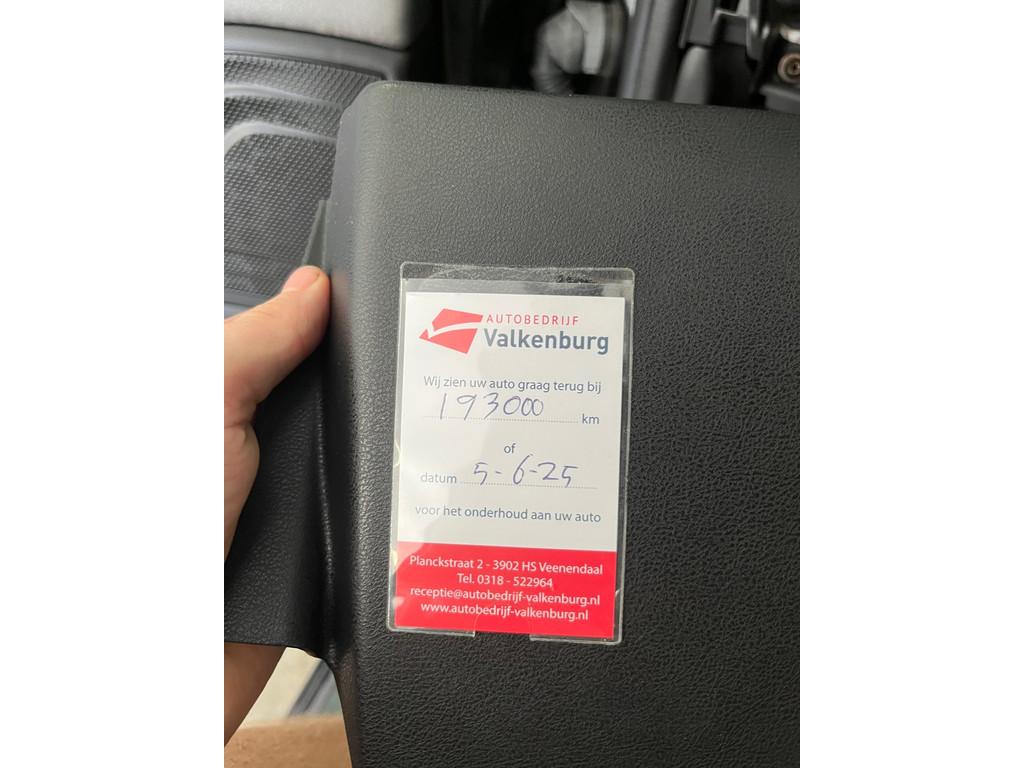 AUTOBEDRIJF
Valkenburg
Wij zien uw auto graag terug bij
193000 km
of
datum 5-6-25
voor het onderhoud aan uw auto
Planckstraat 2 - 3902 HS Veenendaal
Tel. 0318 - 522964
receptie@autobedrijf-valkenburg.nl
www.autobedrijf-valkenburg.nl